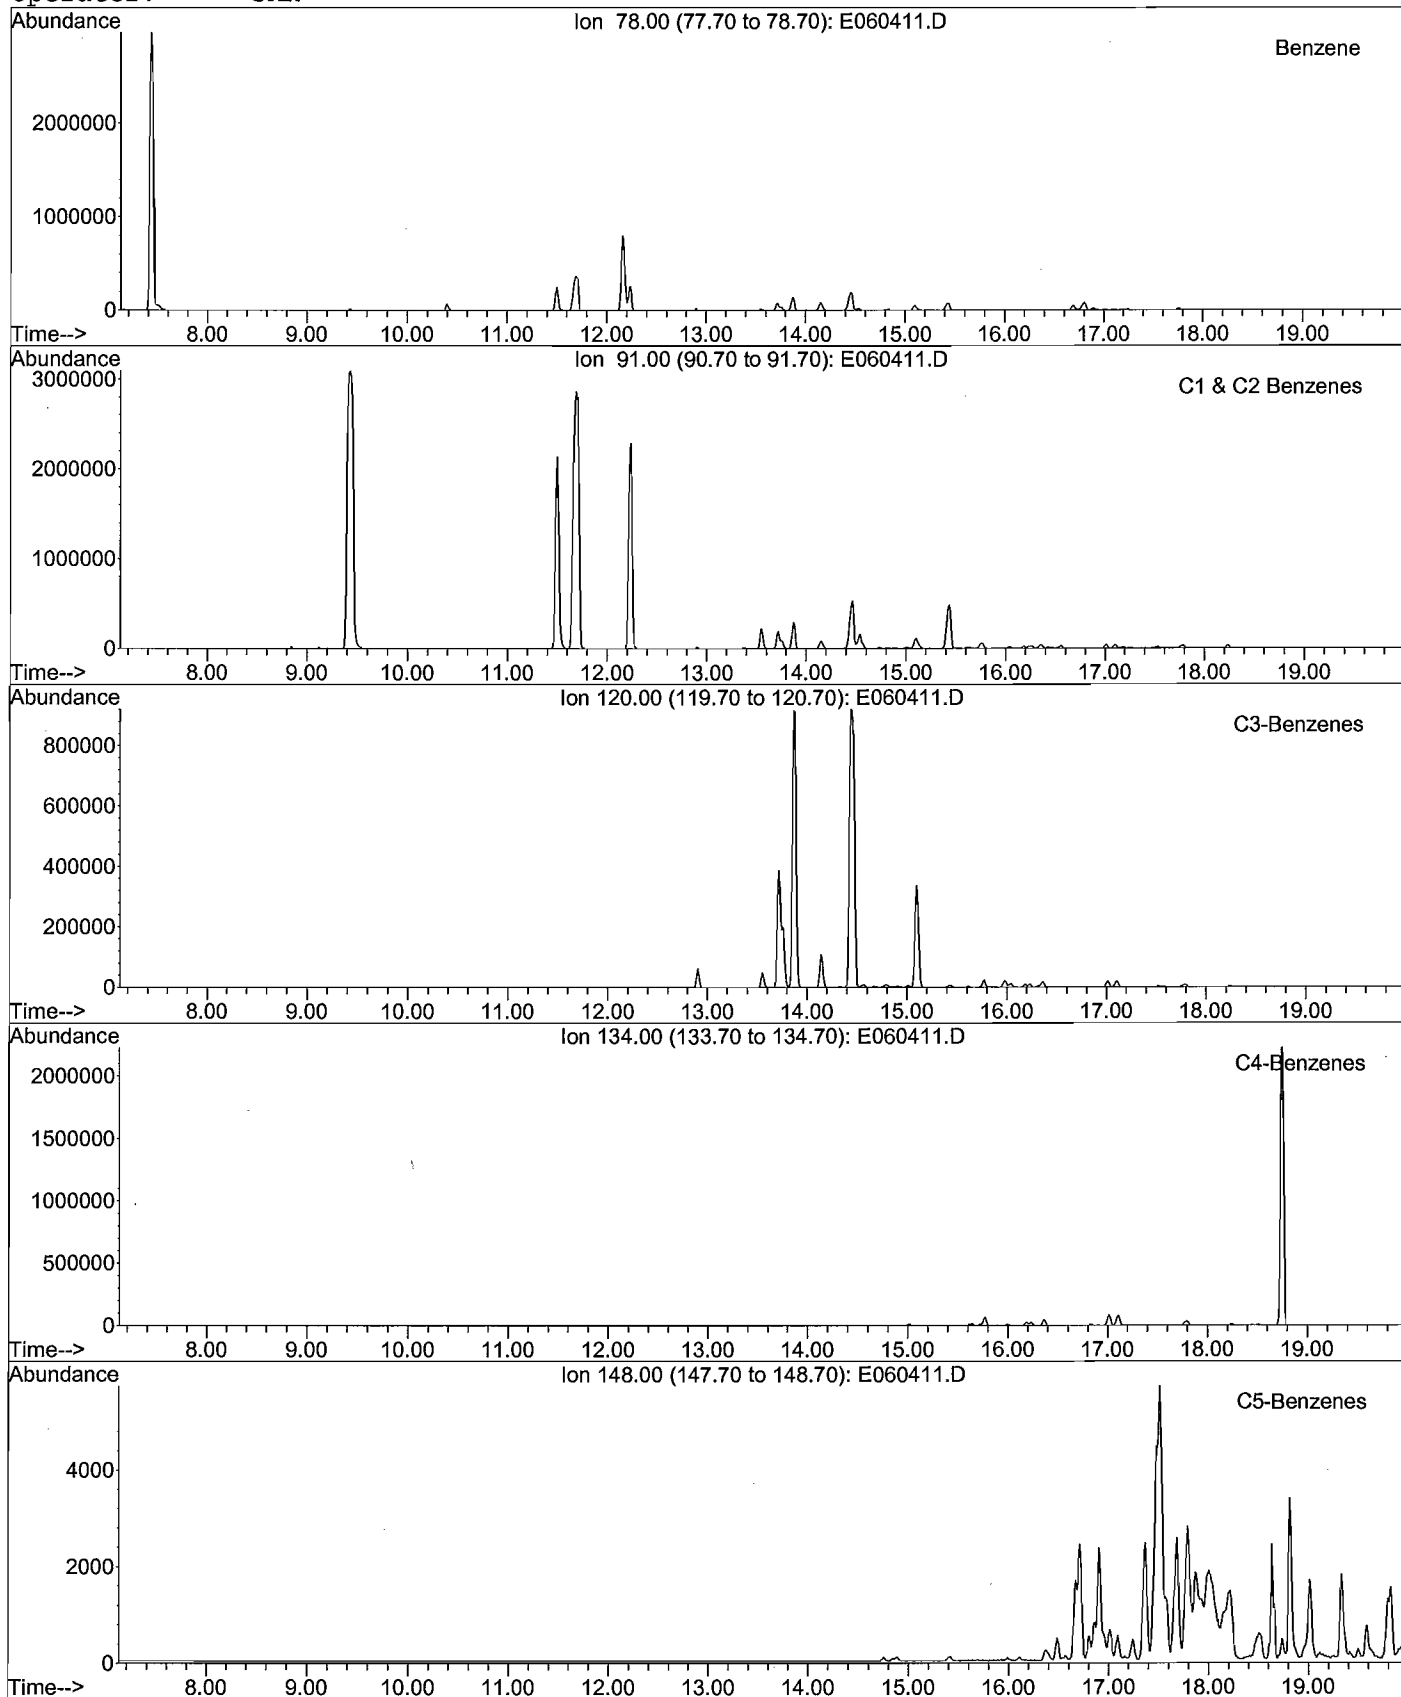 Abundance
Ion 78.00 (77.70 to 78.70): E060411.D
Benzene
2000000
1000000
0
Time-->
8.00 9.00 10.00 11.00 12.00 13.00 14.00 15.00 16.00 17.00 18.00 19.00
Abundance
Ion 91.00 (90.70 to 91.70): E060411.D
C1 & C2 Benzenes
3000000
2000000
1000000
0
Time-->
8.00 9.00 10.00 11.00 12.00 13.00 14.00 15.00 16.00 17.00 18.00 19.00
Abundance
Ion 120.00 (119.70 to 120.70): E060411.D
C3-Benzenes
800000
600000
400000
200000
0
Time-->
8.00 9.00 10.00 11.00 12.00 13.00 14.00 15.00 16.00 17.00 18.00 19.00
Abundance
Ion 134.00 (133.70 to 134.70): E060411.D
C4-Benzenes
2000000
1500000
1000000
500000
0
Time-->
8.00 9.00 10.00 11.00 12.00 13.00 14.00 15.00 16.00 17.00 18.00 19.00
Abundance
Ion 148.00 (147.70 to 148.70): E060411.D
C5-Benzenes
4000
2000
0
Time-->
8.00 9.00 10.00 11.00 12.00 13.00 14.00 15.00 16.00 17.00 18.00 19.00